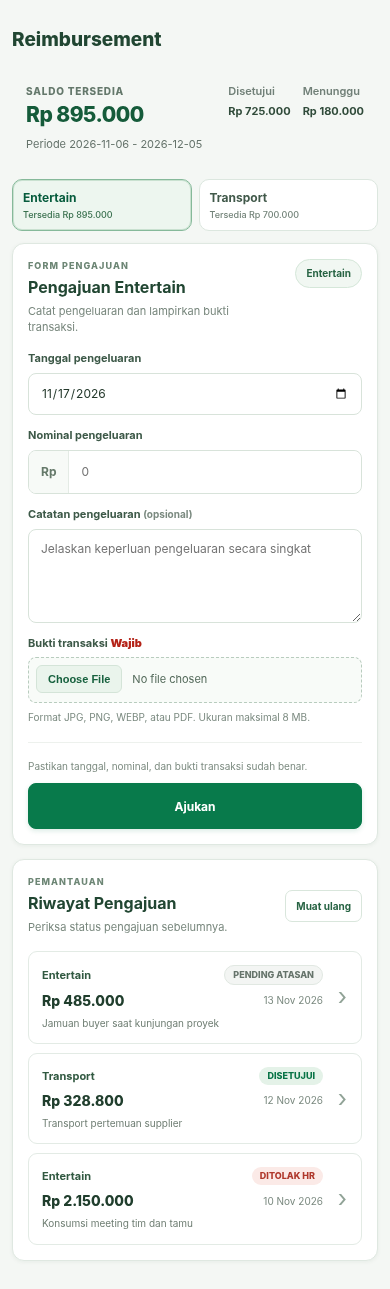 Reimbursement
SALDO TERSEDIA
Rp 895.000
Periode 2026-11-06 - 2026-12-05
Disetujui
Rp 725.000
Menunggu
Rp 180.000
Entertain
Tersedia Rp 895.000
Transport
Tersedia Rp 700.000
FORM PENGAJUAN
Pengajuan Entertain
Catat pengeluaran dan lampirkan bukti
transaksi.
Entertain
Tanggal pengeluaran
11/17/2026
Nominal pengeluaran
Rp 0
Catatan pengeluaran (opsional)
Jelaskan keperluan pengeluaran secara singkat
Bukti transaksi Wajib
Choose File No file chosen
Format JPG, PNG, WEBP, atau PDF. Ukuran maksimal 8 MB.
Pastikan tanggal, nominal, dan bukti transaksi sudah benar.
Ajukan
PEMANTAUAN
Riwayat Pengajuan
Periksa status pengajuan sebelumnya.
Muat ulang
Entertain PENDING ATASAN
Rp 485.000 13 Nov 2026
Jamuan buyer saat kunjungan proyek
Transport DISETUJUI
Rp 328.800 12 Nov 2026
Transport pertemuan supplier
Entertain DITOLAK HR
Rp 2.150.000 10 Nov 2026
Konsumsi meeting tim dan tamu